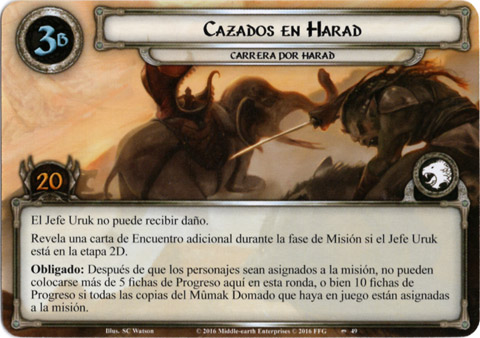 3B
CAZADOS EN HARAD
CARRERA POR HARAD
20
El Jefe Uruk no puede recibir daño.
Revela una carta de Encuentro adicional durante la fase de Misión si el Jefe Uruk
está en la etapa 2D.
Obligado: Después de que los personajes sean asignados a la misión, no pueden
colocarse más de 5 fichas de Progreso aquí en esta ronda, o bien 10 fichas de
Progreso si todas las copias del Mûmak Domado que haya en juego están asignadas
a la misión.
Illus. SC Watson © 2016 Middle-earth Enterprises © 2016 FFG 49